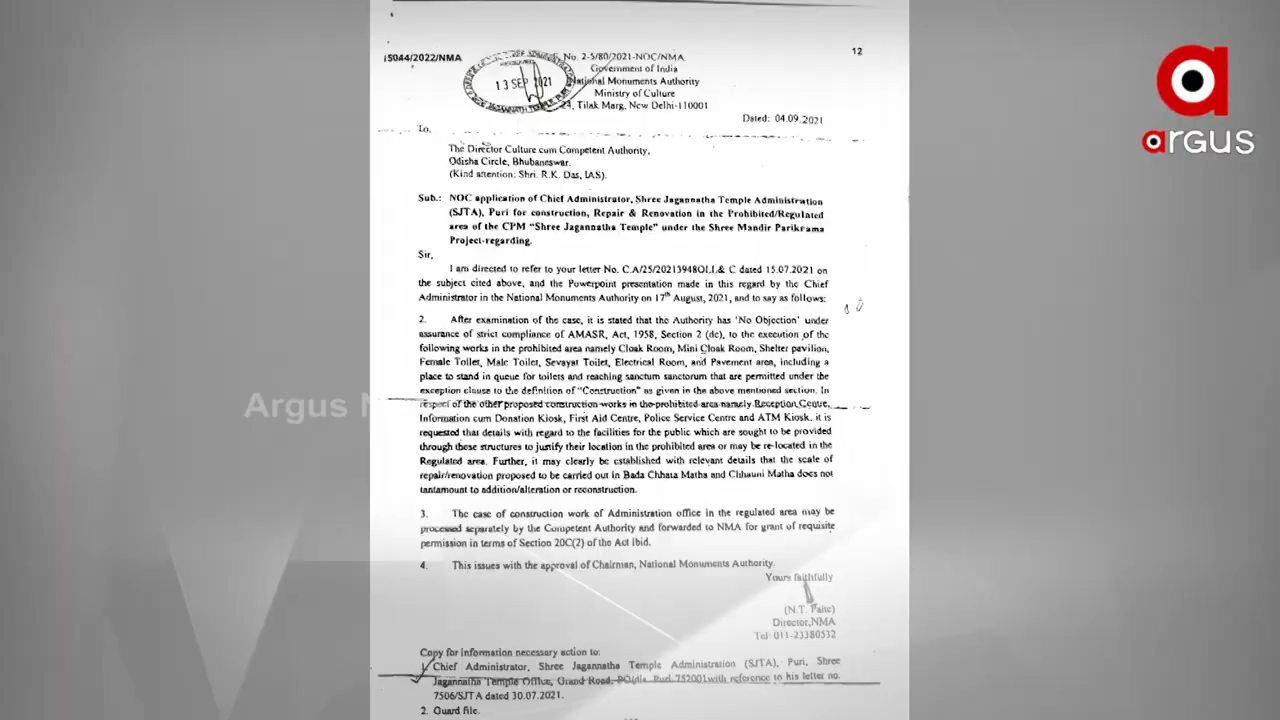 12
15044/2022/NMA
No. 2-5/80/2021-NOC/NMA
Government of India
National Monuments Authority
Ministry of Culture
24, Tilak Marg, New Delhi-110001
13 SEP 2021
Dated: 04.09.2021
argus
To,
The Director Culture cum Competent Authority,
Odisha Circle, Bhubaneswar.
(Kind attention: Shri. R.K. Das, IAS).
Sub.: NOC application of Chief Administrator, Shree Jagannatha Temple Administration
(SJTA), Puri for construction, Repair & Renovation in the Prohibited/Regulated
area of the CPM "Shree Jagannatha Temple" under the Shree Mandir Parikrama
Project-regarding.
Sir,
I am directed to refer to your letter No. C.A/25/20213948OLL& C dated 15.07.2021 on
the subject cited above, and the Powerpoint presentation made in this regard by the Chief
Administrator in the National Monuments Authority on 17th August, 2021, and to say as follows:
2. After examination of the case, it is stated that the Authority has 'No Objection' under
assurance of strict compliance of AMASR, Act, 1958, Section 2 (dc), to the execution of the
following works in the prohibited area namely Cloak Room, Mini Cloak Room, Shelter pavilion,
Female Toilet, Male Toilet, Sevayat Toilet, Electrical Room, and Pavement area, including a
place to stand in queue for toilets and reaching sanctum sanctorum that are permitted under the
exception clause to the definition of "Construction" as given in the above mentioned section. In
Argus N
respect of the other proposed construction works in the prohibited area namely Reception Centre,
Information cum Donation Kiosk, First Aid Centre, Police Service Centre and ATM Kiosk, it is
requested that details with regard to the facilities for the public which are sought to be provided
through these structures to justify their location in the prohibited area or may be re-located in the
Regulated area. Further, it may clearly be established with relevant details that the scale of
repair/renovation proposed to be carried out in Bada Chhata Matha and Chhauni Matha does not
tantamount to addition/alteration or reconstruction.
3. The case of construction work of Administration office in the regulated area may be
processed separately by the Competent Authority and forwarded to NMA for grant of requisite
permission in terms of Section 20C(2) of the Act ibid.
4. This issues with the approval of Chairman, National Monuments Authority.
Yours faithfully
(N.T. Paite)
Director,NMA
Tel: 011-23380532
Copy for information necessary action to:
1. Chief Administrator, Shree Jagannatha Temple Administration (SJTA), Puri, Shree
Jagannatha Temple Office, Grand Road, Puri-752001 with reference to his letter no.
7506/SJTA dated 30.07.2021.
2. Guard file.